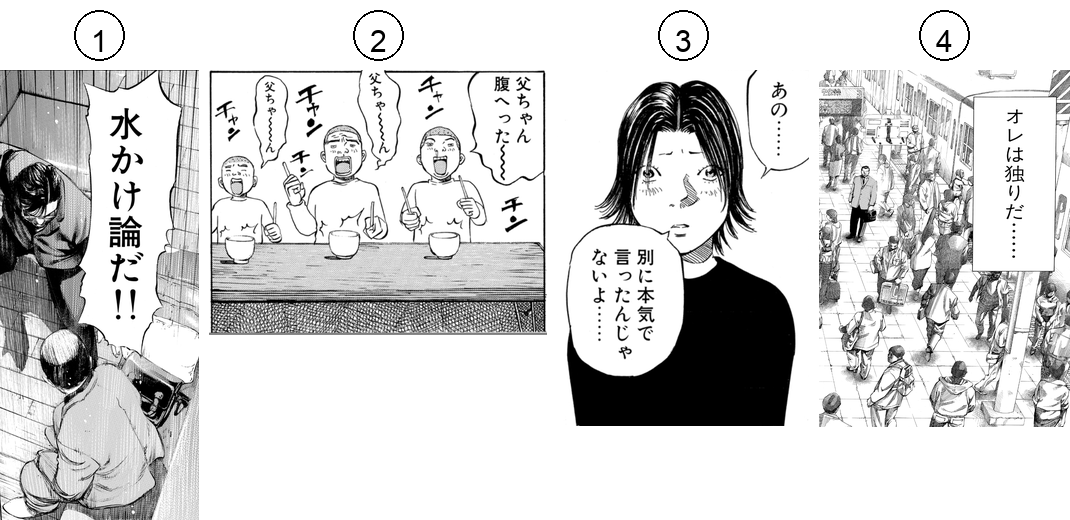 1
2
3
4
水かけ論だ!!
父ちゃん
腹へった〜〜
チャン
父ちゃ〜〜〜ん
チャン
父ちゃ〜〜〜ん
チャン
チン
チン
あの……
別に本気で
言ったんじゃ
ないよ……
オレは独りだ……